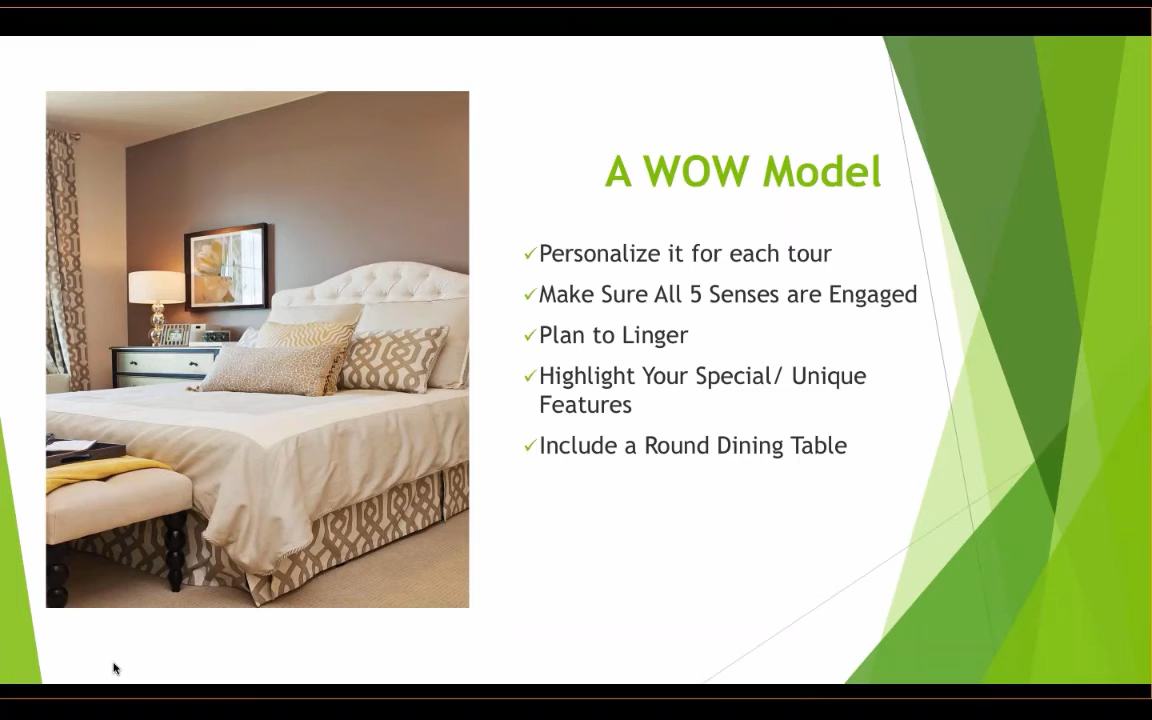 A WOW Model
✓Personalize it for each tour
✓Make Sure All 5 Senses are Engaged
✓Plan to Linger
✓Highlight Your Special/ Unique
Features
✓Include a Round Dining Table